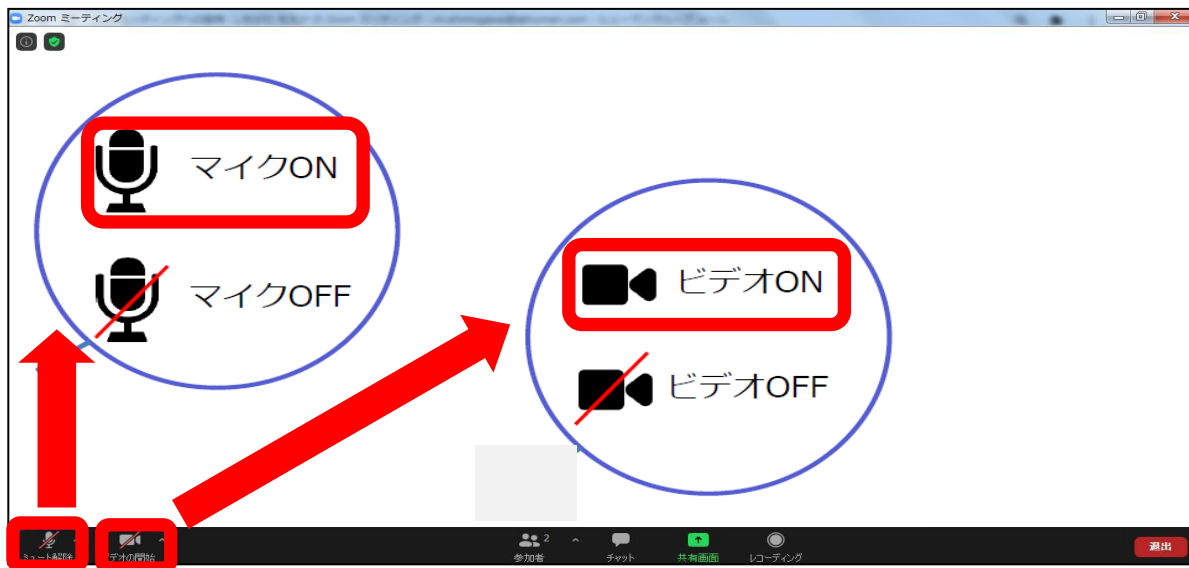 Zoom ミーティング
マイクON
マイクOFF
ビデオON
ビデオOFF
ミュート解除
ビデオの開始
2
参加者
チャット
共有画面
レコーディング
退出